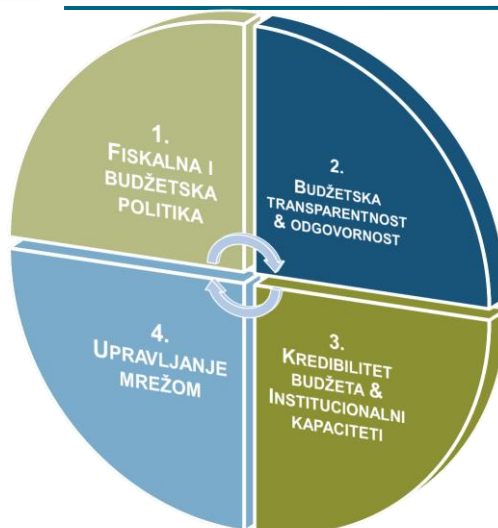 1.
FISKALNA I
BUDŽETSKA
POLITIKA
2.
BUDŽETSKA
TRANSPARENTNOST
& ODGOVORNOST
3.
KREDIBILITET
BUDŽETA &
INSTITUCIONALNI
KAPACITETI
4.
UPRAVLJANJE
MREŽOM